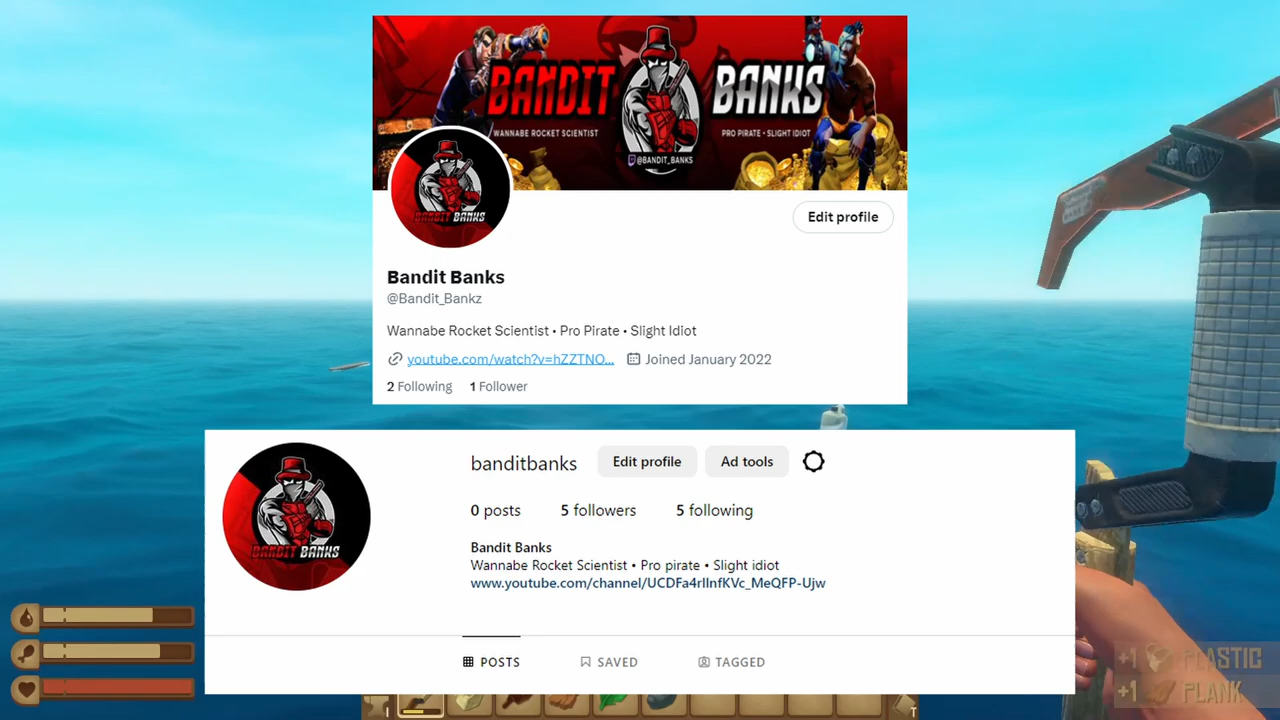 BANDIT BANKS
WANNABE ROCKET SCIENTIST
PRO PIRATE • SLIGHT IDIOT
@BANDIT_BANKS
BANDIT BANKS
Edit profile
Bandit Banks
@Bandit_Bankz
Wannabe Rocket Scientist • Pro Pirate • Slight Idiot
youtube.com/watch?v=hZZTNO...
Joined January 2022
2 Following 1 Follower
banditbanks Edit profile Ad tools
0 posts 5 followers 5 following
BANDIT BANKS
Bandit Banks
Wannabe Rocket Scientist • Pro pirate • Slight idiot
www.youtube.com/channel/UCDFa4rIlnfKVc_MeQFP-Ujw
POSTS SAVED TAGGED
+1 PLASTIC
+1 PLANK
1
T